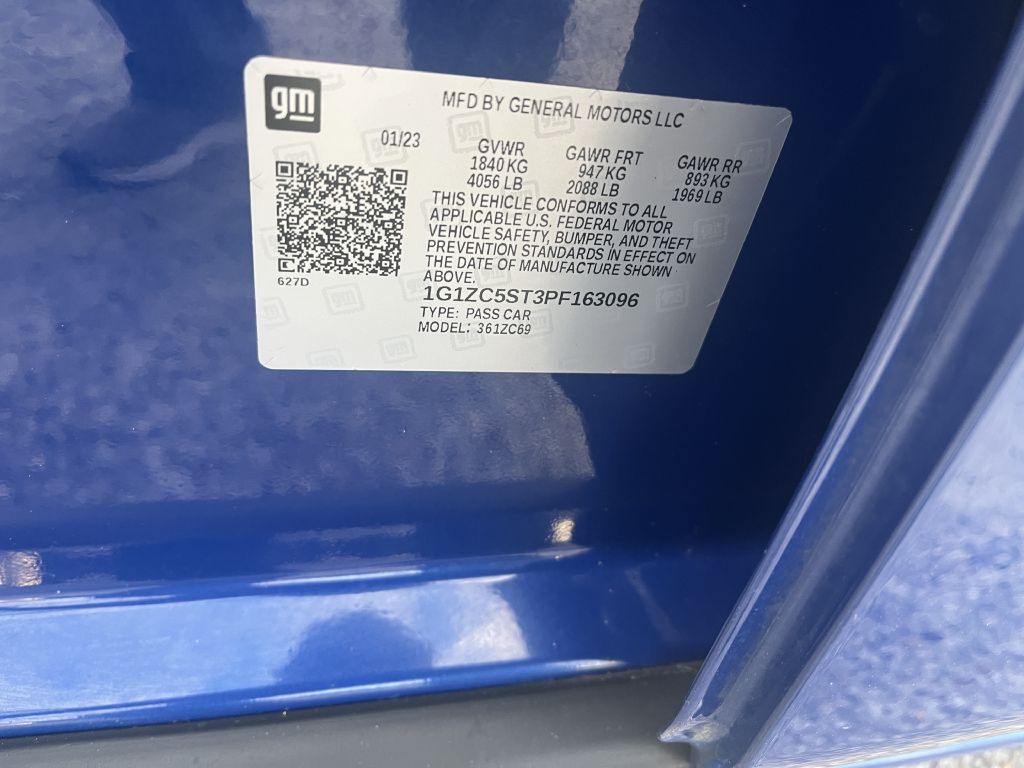 gm
MFD BY GENERAL MOTORS LLC
01/23
GVWR GAWR FRT GAWR RR
1840 KG 947 KG 893 KG
4056 LB 2088 LB 1969 LB
THIS VEHICLE CONFORMS TO ALL
APPLICABLE U.S. FEDERAL MOTOR
VEHICLE SAFETY, BUMPER, AND THEFT
PREVENTION STANDARDS IN EFFECT ON
THE DATE OF MANUFACTURE SHOWN
ABOVE.
627D
1G1ZC5ST3PF163096
TYPE: PASS CAR
MODEL: 361ZC69